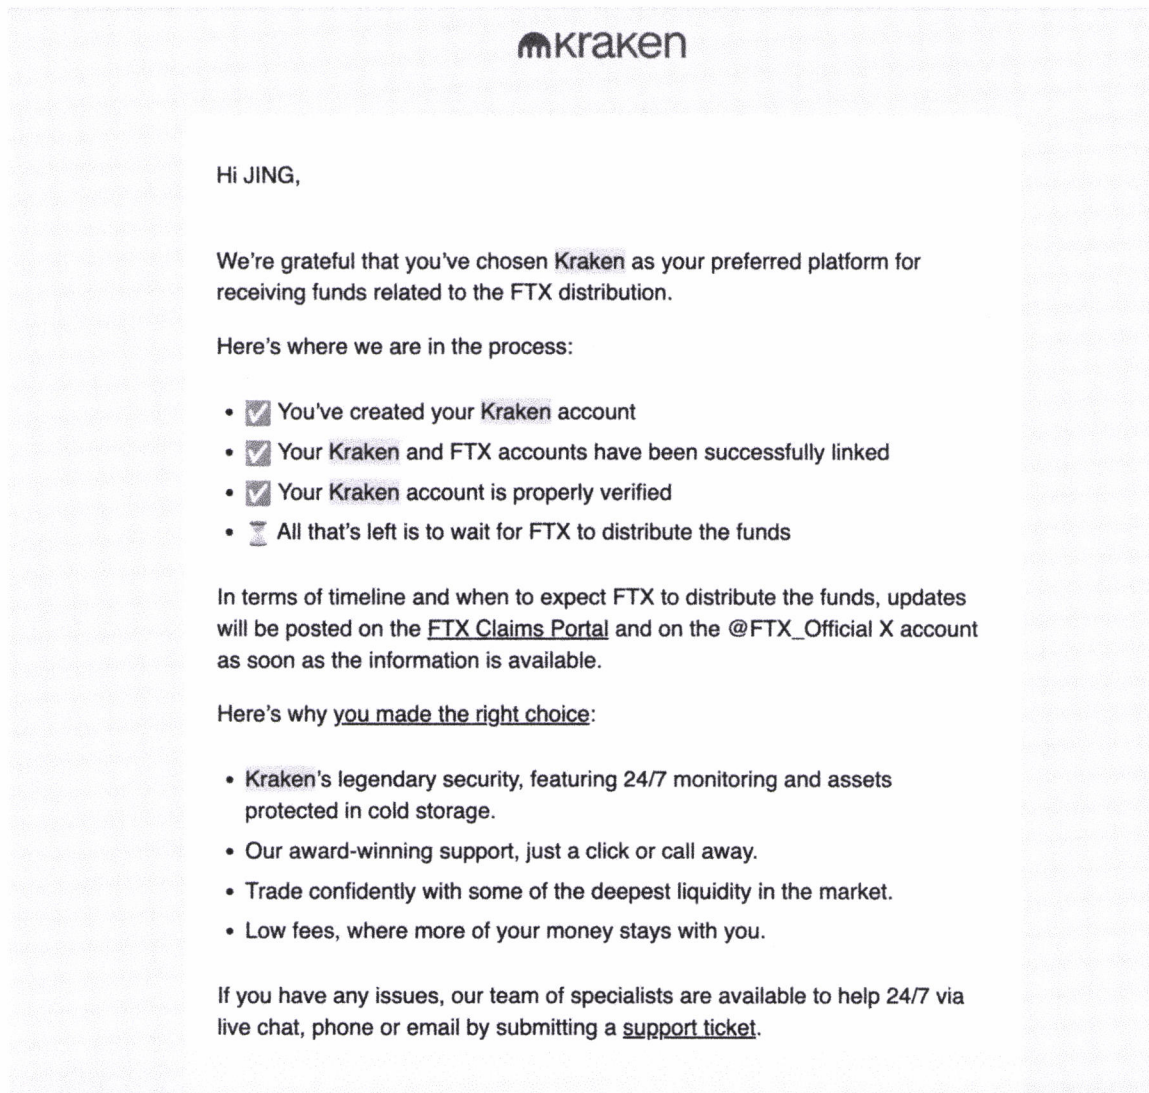 kraken
Hi JING,
We're grateful that you've chosen Kraken as your preferred platform for
receiving funds related to the FTX distribution.
Here's where we are in the process:
• ✅ You've created your Kraken account
• ✅ Your Kraken and FTX accounts have been successfully linked
• ✅ Your Kraken account is properly verified
• ⏳ All that's left is to wait for FTX to distribute the funds
In terms of timeline and when to expect FTX to distribute the funds, updates
will be posted on the FTX Claims Portal and on the @FTX_Official X account
as soon as the information is available.
Here's why you made the right choice:
• Kraken's legendary security, featuring 24/7 monitoring and assets
protected in cold storage.
• Our award-winning support, just a click or call away.
• Trade confidently with some of the deepest liquidity in the market.
• Low fees, where more of your money stays with you.
If you have any issues, our team of specialists are available to help 24/7 via
live chat, phone or email by submitting a support ticket.